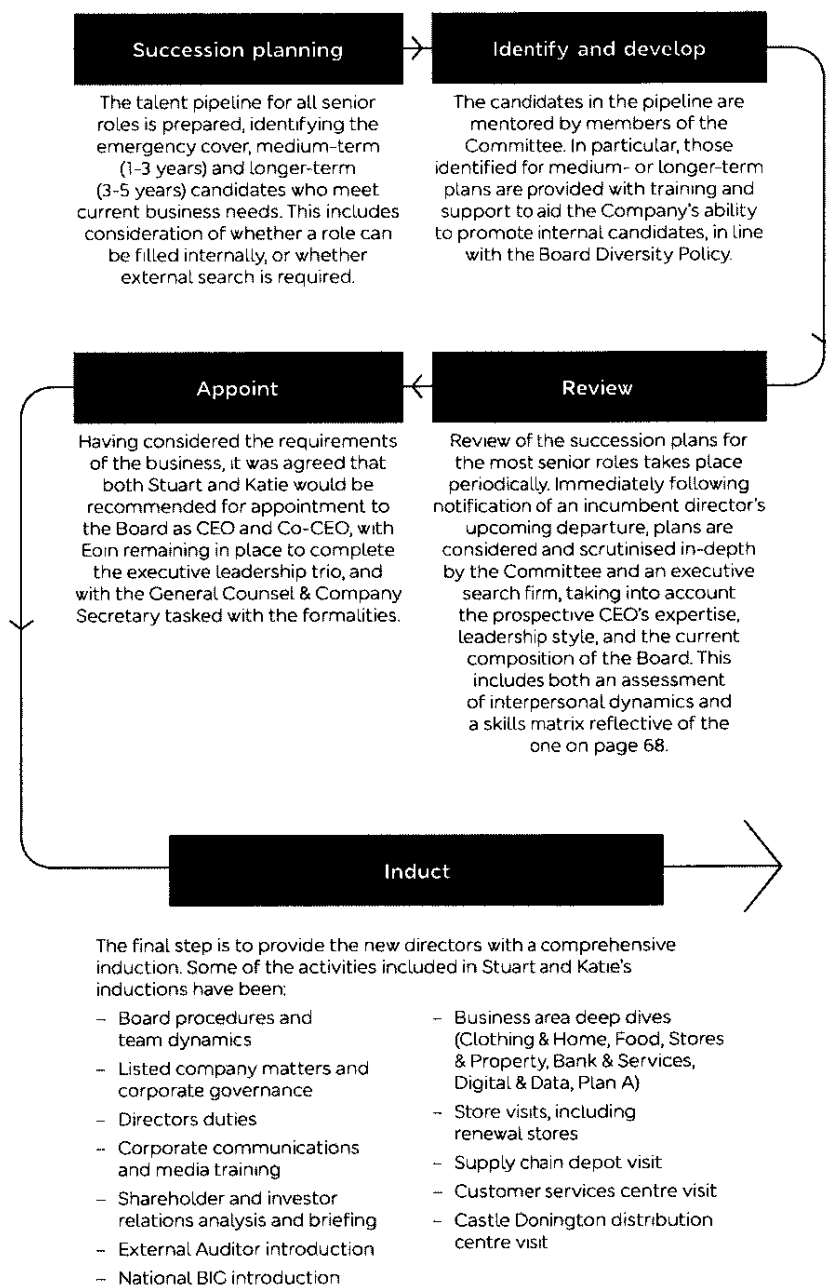 Succession planning
The talent pipeline for all senior
roles is prepared, identifying the
emergency cover, medium-term
(1-3 years) and longer-term
(3-5 years) candidates who meet
current business needs. This includes
consideration of whether a role can
be filled internally, or whether
external search is required.
Identify and develop
The candidates in the pipeline are
mentored by members of the
Committee. In particular, those
identified for medium- or longer-term
plans are provided with training and
support to aid the Company's ability
to promote internal candidates, in line
with the Board Diversity Policy.
Review
Review of the succession plans for
the most senior roles takes place
periodically. Immediately following
notification of an incumbent director's
upcoming departure, plans are
considered and scrutinised in-depth
by the Committee and an executive
search firm, taking into account
the prospective CEO's expertise,
leadership style, and the current
composition of the Board. This
includes both an assessment
of interpersonal dynamics and
a skills matrix reflective of the
one on page 68.
Appoint
Having considered the requirements
of the business, it was agreed that
both Stuart and Katie would be
recommended for appointment to
the Board as CEO and Co-CEO, with
Eoin remaining in place to complete
the executive leadership trio, and
with the General Counsel & Company
Secretary tasked with the formalities.
Induct
The final step is to provide the new directors with a comprehensive
induction. Some of the activities included in Stuart and Katie's
inductions have been:
– Board procedures and
team dynamics
– Listed company matters and
corporate governance
– Directors duties
– Corporate communications
and media training
– Shareholder and investor
relations analysis and briefing
– External Auditor introduction
– National BIC introduction
– Business area deep dives
(Clothing & Home, Food, Stores
& Property, Bank & Services,
Digital & Data, Plan A)
– Store visits, including
renewal stores
– Supply chain depot visit
– Customer services centre visit
– Castle Donington distribution
centre visit